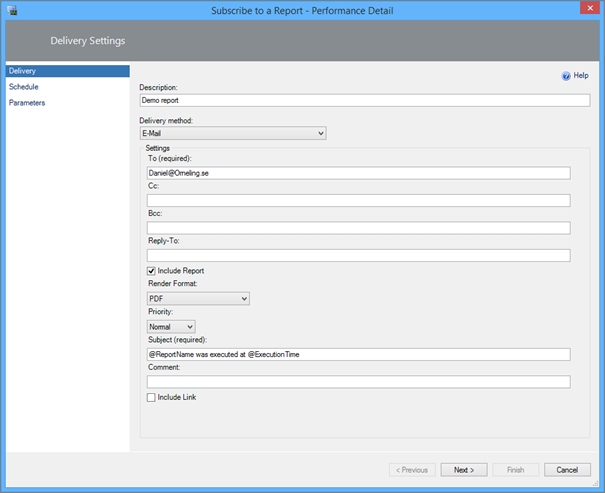 Subscribe to a Report - Performance Detail
Delivery Settings
Delivery
Schedule
Parameters
Help
Description:
Demo report
Delivery method:
E-Mail
Settings
To (required):
Daniel@Omeling.se
Cc:
Bcc:
Reply-To:
Include Report
Render Format:
PDF
Priority:
Normal
Subject (required):
@ReportName was executed at @ExecutionTime
Comment:
Include Link
< Previous
Next >
Finish
Cancel